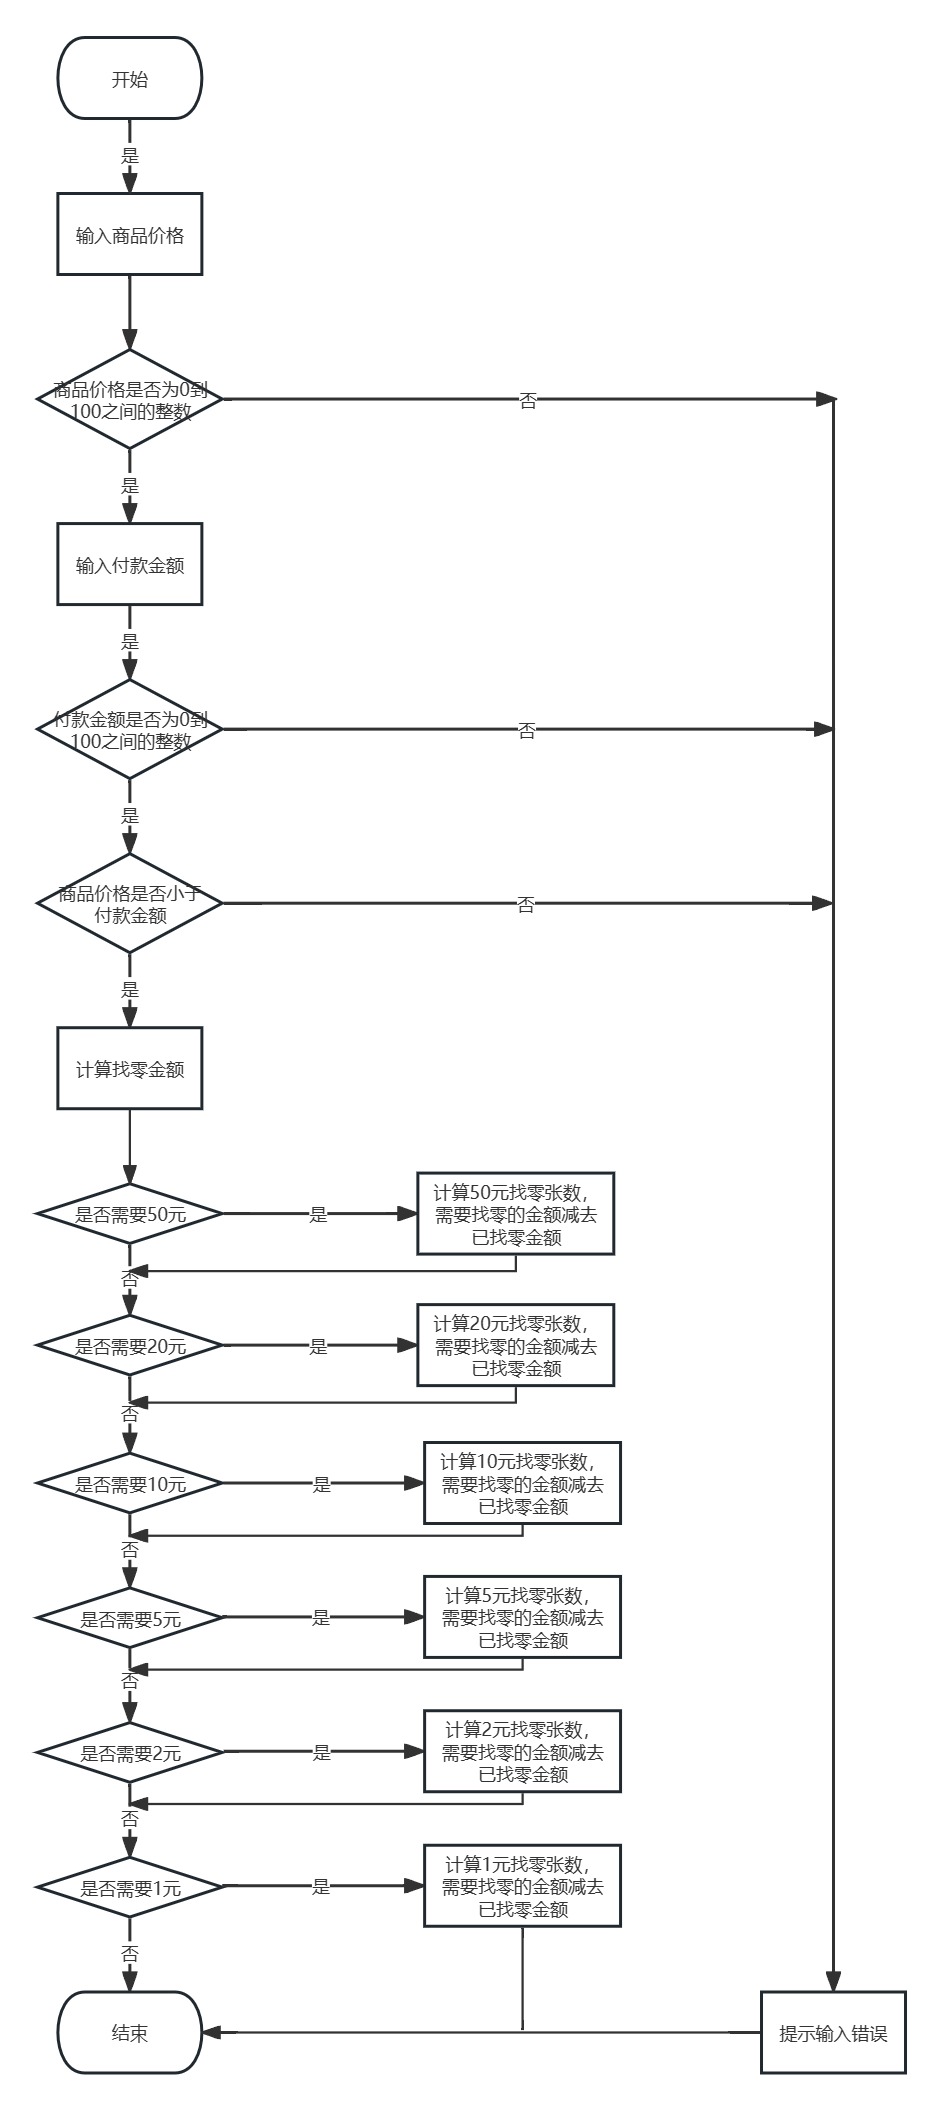 开始
是
输入商品价格
商品价格是否为0到
100之间的整数
否
是
输入付款金额
是
付款金额是否为0到
100之间的整数
否
是
商品价格是否小于
付款金额
否
是
计算找零金额
是否需要50元
是
计算50元找零张数，
需要找零的金额减去
已找零金额
否
是否需要20元
是
计算20元找零张数，
需要找零的金额减去
已找零金额
否
是否需要10元
是
计算10元找零张数，
需要找零的金额减去
已找零金额
否
是否需要5元
是
计算5元找零张数，
需要找零的金额减去
已找零金额
否
是否需要2元
是
计算2元找零张数，
需要找零的金额减去
已找零金额
否
是否需要1元
是
计算1元找零张数，
需要找零的金额减去
已找零金额
否
结束
提示输入错误